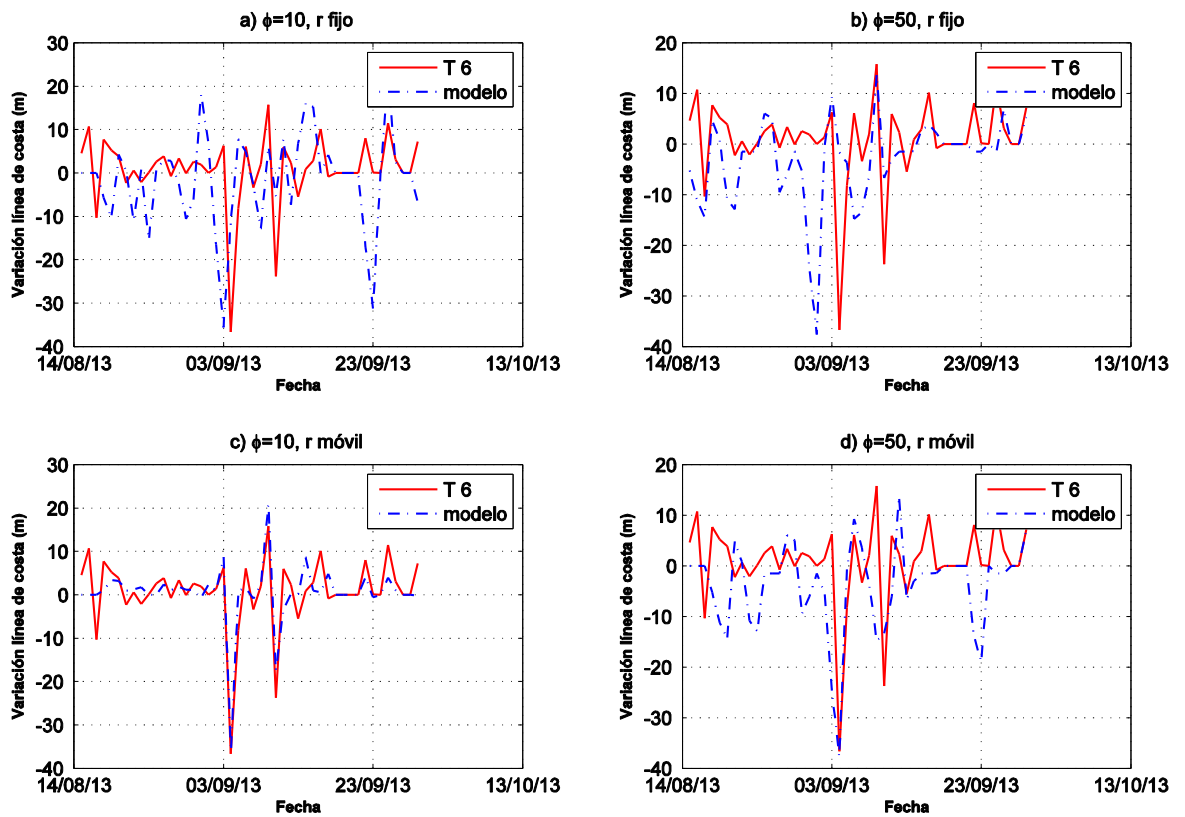 a) ϕ=10, r fijo
Variación línea de costa (m)
30
20
10
0
-10
-20
-30
-40
T 6
modelo
14/08/13 03/09/13 23/09/13 13/10/13
Fecha
b) ϕ=50, r fijo
Variación línea de costa (m)
20
10
0
-10
-20
-30
-40
T 6
modelo
14/08/13 03/09/13 23/09/13 13/10/13
Fecha
c) ϕ=10, r móvil
Variación línea de costa (m)
30
20
10
0
-10
-20
-30
-40
T 6
modelo
14/08/13 03/09/13 23/09/13 13/10/13
Fecha
d) ϕ=50, r móvil
Variación línea de costa (m)
20
10
0
-10
-20
-30
-40
T 6
modelo
14/08/13 03/09/13 23/09/13 13/10/13
Fecha